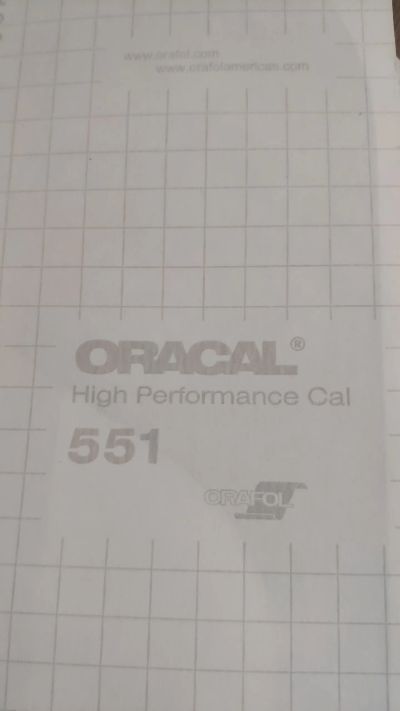 www.orafol.com
www.orafolamericas.com
ORACAL®
High Performance Cal
551
ORAFOL